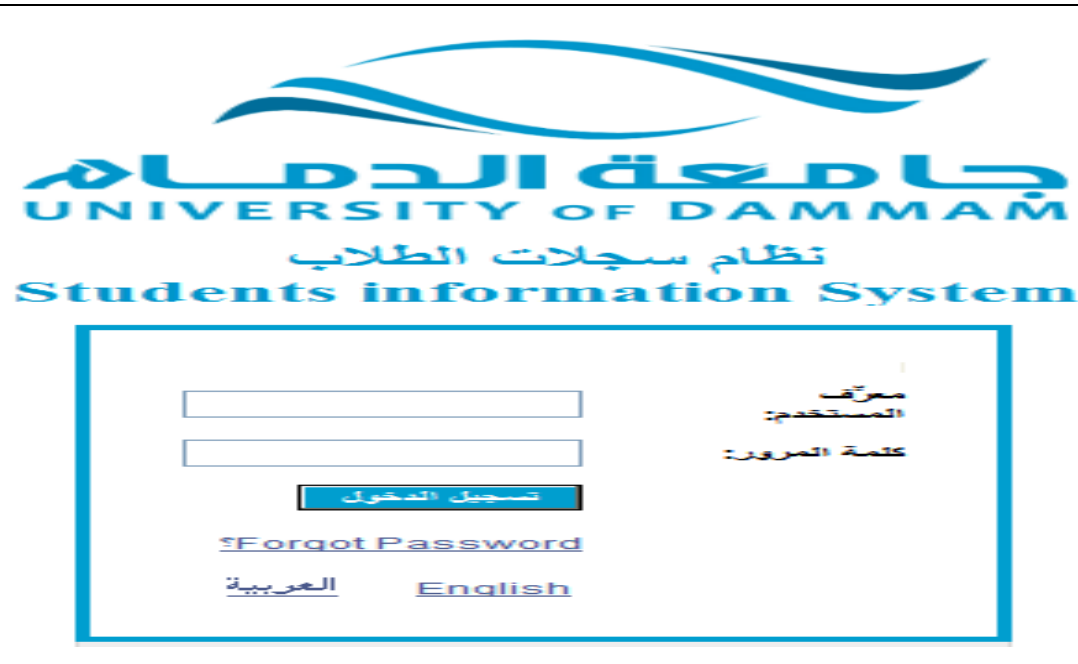 جامعة الدمام
UNIVERSITY OF DAMMAM
نظام سجلات الطلاب
Students information System
معرّف
المستخدم:
كلمة المرور:
تسجيل الدخول
؟Forgot Password
العربية English